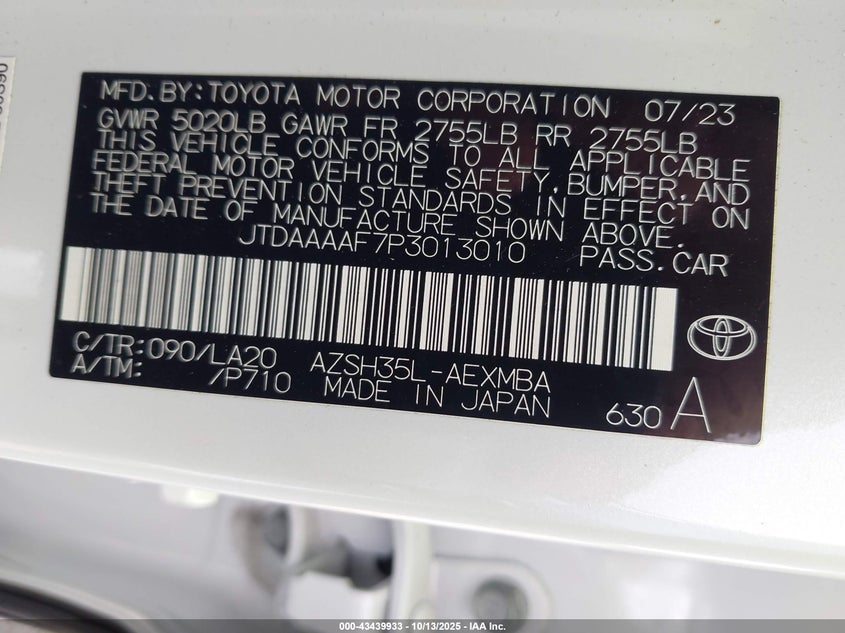 MFD. BY: TOYOTA MOTOR CORPORATION 07/23
GVWR 5020LB GAWR FR 2755LB RR 2755LB
THIS VEHICLE CONFORMS TO ALL APPLICABLE
FEDERAL MOTOR VEHICLE SAFETY, BUMPER, AND
THEFT PREVENTION STANDARDS IN EFFECT ON
THE DATE OF MANUFACTURE SHOWN ABOVE.
JTDAAAAF7P3013010 PASS. CAR
C/TR: 090/LA20 AZSH35L-AEXMBA
A/TM: /P710 MADE IN JAPAN 630 A
000-43439933 | 10/13/2025 - IAA Inc.